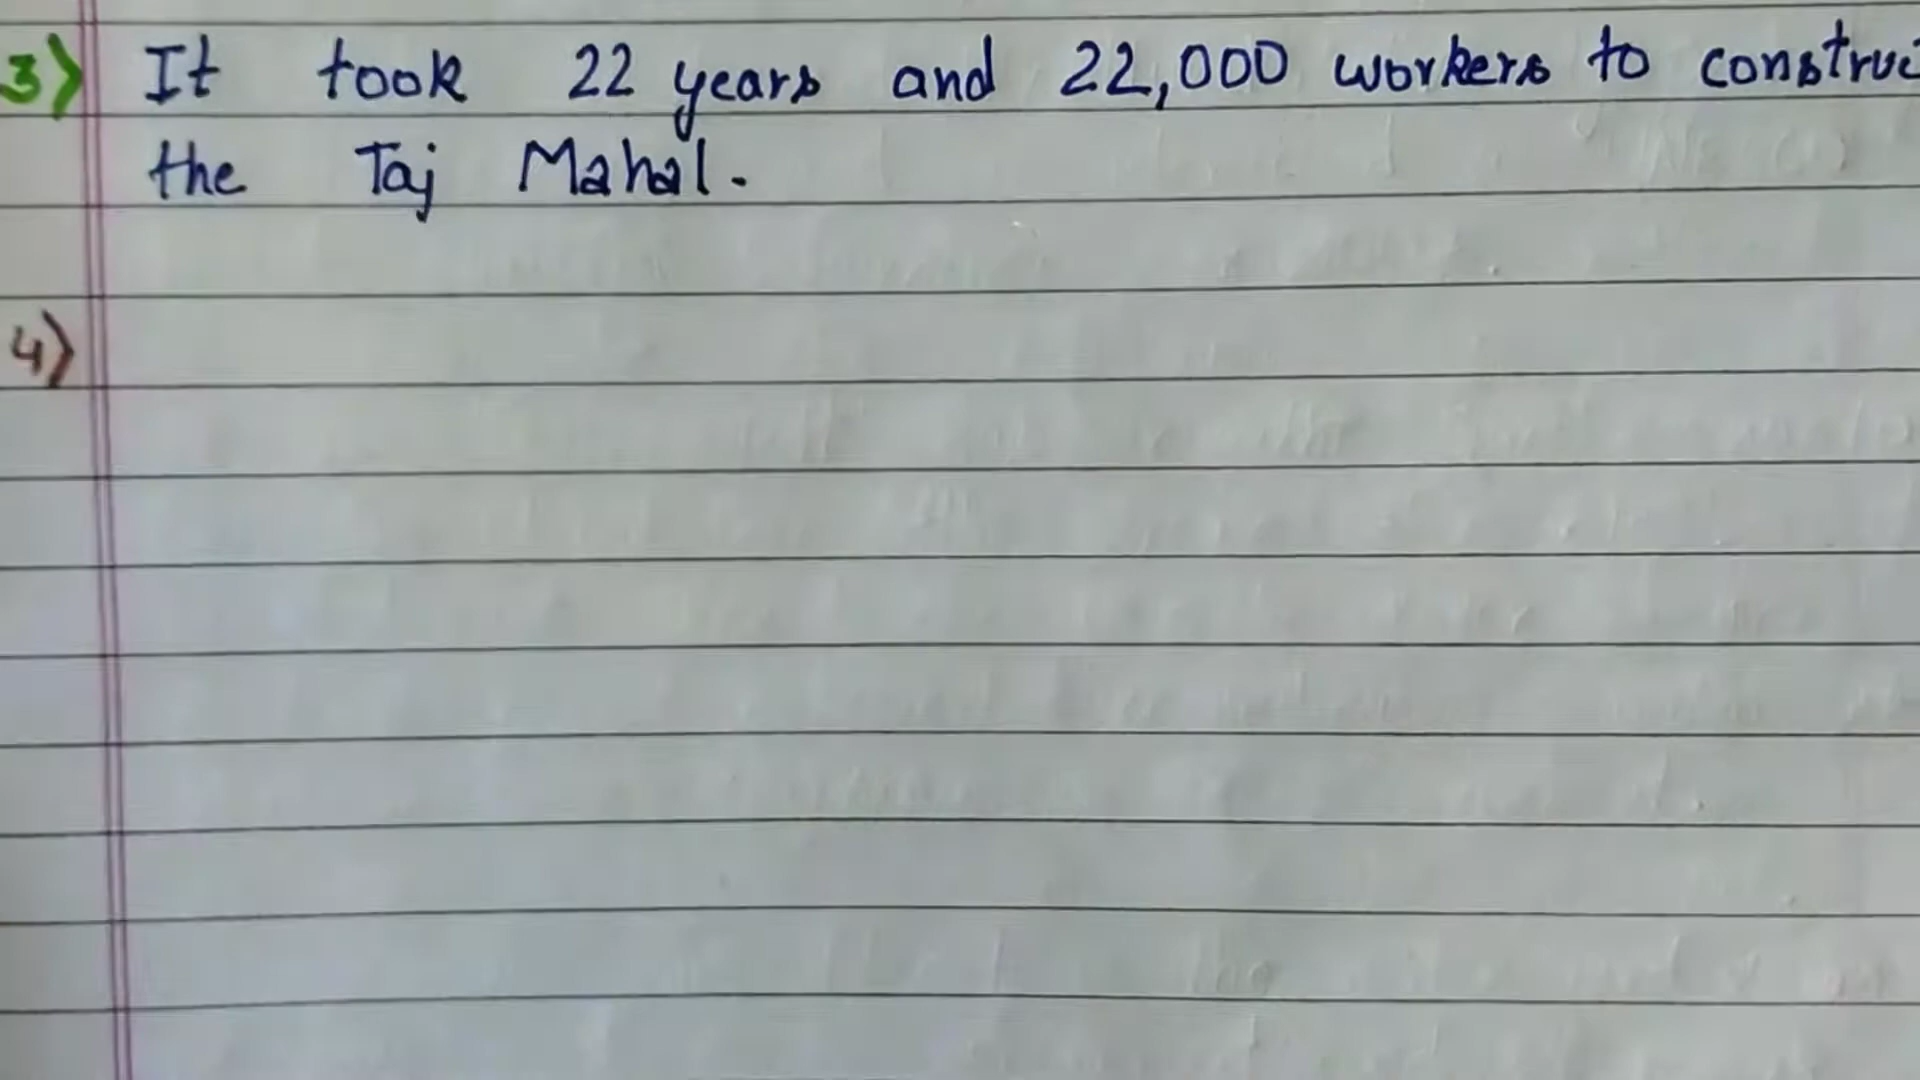 3) It took 22 years and 22,000 workers to construc
the Taj Mahal.
4)